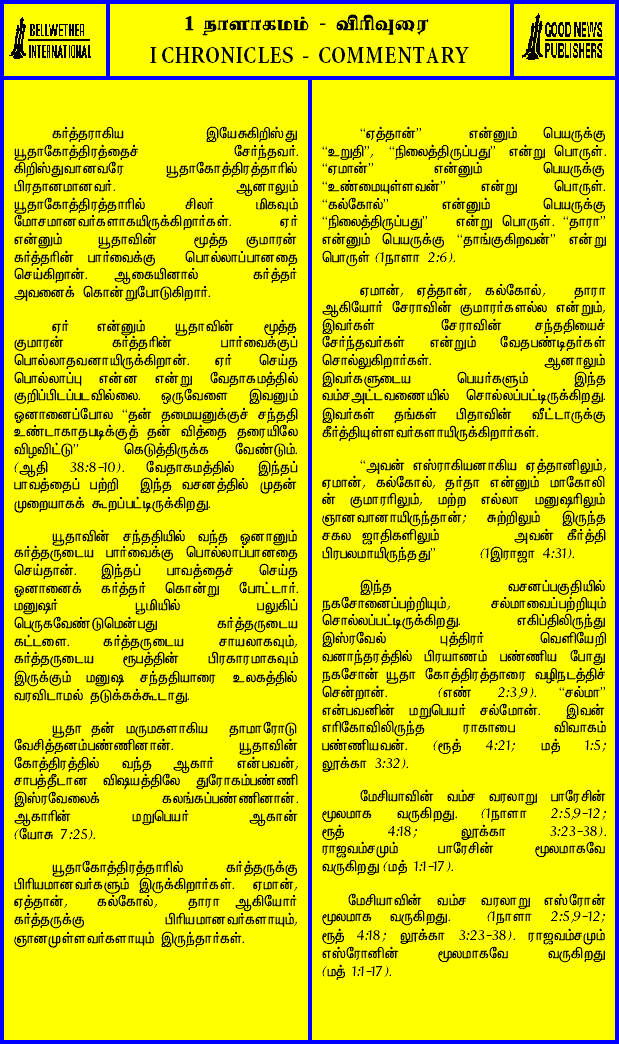 BELLWETHER
INTERNATIONAL
1 நாளாகமம் - விரிவுரை
I CHRONICLES - COMMENTARY
GOOD NEWS
PUBLISHERS
கர்த்தராகிய இயேசுகிறிஸ்து
யூதாகோத்திரத்தைச் சேர்ந்தவர்.
கிறிஸ்துவானவரே யூதாகோத்திரத்தாரில்
பிரதானமானவர். ஆனாலும்
யூதாகோத்திரத்தாரில் சிலர் மிகவும்
மோசமானவர்களாகயிருக்கிறார்கள். ஏர்
என்னும் யூதாவின் மூத்த குமாரன்
கர்த்தரின் பார்வைக்கு பொல்லாப்பானதை
செய்கிறான். ஆகையினால் கர்த்தர்
அவனைக் கொன்றுபோடுகிறார்.
ஏர் என்னும் யூதாவின் மூத்த
குமாரன் கர்த்தரின் பார்வைக்குப்
பொல்லாதவனாயிருக்கிறான். ஏர் செய்த
பொல்லாப்பு என்ன என்று வேதாகமத்தில்
குறிப்பிடப்படவில்லை. ஒருவேளை இவனும்
ஓனானைப்போல “தன் தமையனுக்குச் சந்ததி
உண்டாகாதபடிக்குத் தன் வித்தை தரையிலே
விழவிட்டு” கெடுத்திருக்க வேண்டும்.
(ஆதி 38:8-10). வேதாகமத்தில் இந்தப்
பாவத்தைப் பற்றி இந்த வசனத்தில் முதன்
முறையாகக் கூறப்பட்டிருக்கிறது.
யூதாவின் சந்ததியில் வந்த ஓனானும்
கர்த்தருடைய பார்வைக்கு பொல்லாப்பானதை
செய்தான். இந்தப் பாவத்தைச் செய்த
ஓனானைக் கர்த்தர் கொன்று போட்டார்.
மனுஷர் பூமியில் பலுகிப்
பெருகவேண்டுமென்பது கர்த்தருடைய
கட்டளை. கர்த்தருடைய சாயலாகவும்,
கர்த்தருடைய ரூபத்தின் பிரகாரமாகவும்
இருக்கும் மனுஷ சந்ததியாரை உலகத்தில்
வரவிடாமல் தடுக்கக்கூடாது.
யூதா தன் மருமகளாகிய தாமாரோடு
வேசித்தனம்பண்ணினான். யூதாவின்
கோத்திரத்தில் வந்த ஆகார் என்பவன்,
சாபத்தீடான விஷயத்திலே துரோகம்பண்ணி
இஸ்ரவேலைக் கலங்கப்பண்ணினான்.
ஆகாரின் மறுபெயர் ஆகான்
(யோசு 7:25).
யூதாகோத்திரத்தாரில் கர்த்தருக்கு
பிரியமானவர்களும் இருக்கிறார்கள். ஏமான்,
ஏத்தான், கல்கோல், தாரா ஆகியோர்
கர்த்தருக்கு பிரியமானவர்களாயும்,
ஞானமுள்ளவர்களாயும் இருந்தார்கள்.
“ஏத்தான்” என்னும் பெயருக்கு
“உறுதி”, “நிலைத்திருப்பது” என்று பொருள்.
“ஏமான்” என்னும் பெயருக்கு
“உண்மையுள்ளவன்” என்று பொருள்.
“கல்கோல்” என்னும் பெயருக்கு
“நிலைத்திருப்பது” என்று பொருள். “தாரா”
என்னும் பெயருக்கு “தாங்குகிறவன்” என்று
பொருள் (1நாளா 2:6).
ஏமான், ஏத்தான், கல்கோல், தாரா
ஆகியோர் சேராவின் குமாரர்களல்ல என்றும்,
இவர்கள் சேராவின் சந்ததியைச்
சேர்ந்தவர்கள் என்றும் வேதபண்டிதர்கள்
சொல்லுகிறார்கள். ஆனாலும்
இவர்களுடைய பெயர்களும் இந்த
வம்சஅட்டவணையில் சொல்லப்பட்டிருக்கிறது.
இவர்கள் தங்கள் பிதாவின் வீட்டாருக்கு
கீர்த்தியுள்ளவர்களாயிருக்கிறார்கள்.
“அவன் எஸ்ராகியனாகிய ஏத்தானிலும்,
ஏமான், கல்கோல், தர்தா என்னும் மாகோலி
ன் குமாரரிலும், மற்ற எல்லா மனுஷரிலும்
ஞானவானாயிருந்தான்; சுற்றிலும் இருந்த
சகல ஜாதிகளிலும் அவன் கீர்த்தி
பிரபலமாயிருந்தது” (1இராஜா 4:31).
இந்த வசனப்பகுதியில்
நகசோனைப்பற்றியும், சல்மாவைப்பற்றியும்
சொல்லப்பட்டிருக்கிறது. எகிப்திலிருந்து
இஸ்ரவேல் புத்திரர் வெளியேறி
வனாந்தரத்தில் பிரயாணம் பண்ணிய போது
நகசோன் யூதா கோத்திரத்தாரை வழிநடத்திச்
சென்றான். (எண் 2:3,9). “சல்மா”
என்பவனின் மறுபெயர் சல்மோன். இவன்
எரிகோவிலிருந்த ராகாபை விவாகம்
பண்ணியவன். (ரூத் 4:21; மத் 1:5;
லூக்கா 3:32).
மேசியாவின் வம்ச வரலாறு பாரேசின்
மூலமாக வருகிறது. (1நாளா 2:5,9-12;
ரூத் 4:18; லூக்கா 3:23-38).
ராஜவம்சமும் பாரேசின் மூலமாகவே
வருகிறது (மத் 1:1-17).
மேசியாவின் வம்ச வரலாறு எஸ்ரோன்
மூலமாக வருகிறது. (1நாளா 2:5,9-12;
ரூத் 4:18; லூக்கா 3:23-38). ராஜவம்சமும்
எஸ்ரோனின் மூலமாகவே வருகிறது
(மத் 1:1-17).